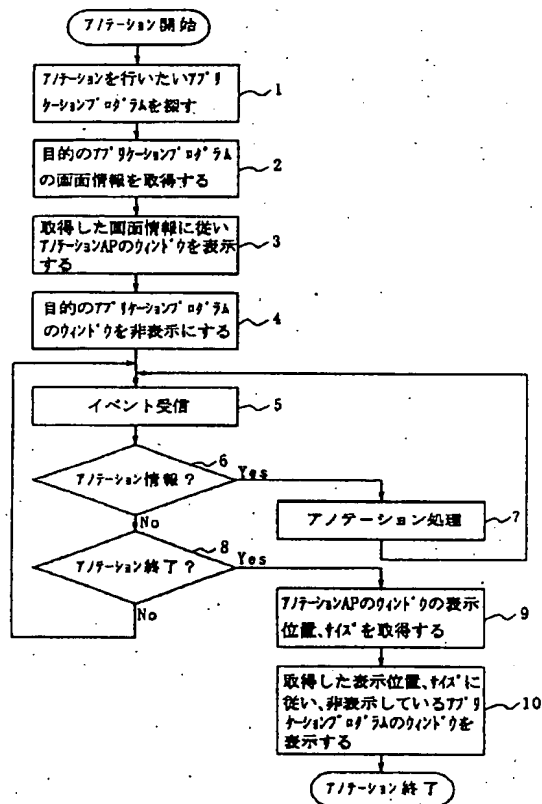 ｱﾉﾃｰｼｮﾝ開始
ｱﾉﾃｰｼｮﾝを行いたいｱﾌﾟﾘ
ｹｰｼｮﾝﾌﾟﾛｸﾞﾗﾑを探す
1
目的のｱﾌﾟﾘｹｰｼｮﾝﾌﾟﾛｸﾞﾗﾑ
の画面情報を取得する
2
取得した画面情報に従い
ｱﾉﾃｰｼｮﾝAPのウィンドウを表示
する
3
目的のｱﾌﾟﾘｹｰｼｮﾝﾌﾟﾛｸﾞﾗﾑ
のウィンドウを非表示にする
4
イベント受信
5
ｱﾉﾃｰｼｮﾝ情報？
6
Yes
No
アノテーション処理
7
ｱﾉﾃｰｼｮﾝ終了？
8
Yes
No
ｱﾉﾃｰｼｮﾝAPのウィンドウの表示
位置、ｻｲｽﾞを取得する
9
取得した表示位置、ｻｲｽﾞに
従い、非表示しているｱﾌﾟﾘ
ｹｰｼｮﾝﾌﾟﾛｸﾞﾗﾑのウィンドウを
表示する
10
ｱﾉﾃｰｼｮﾝ終了